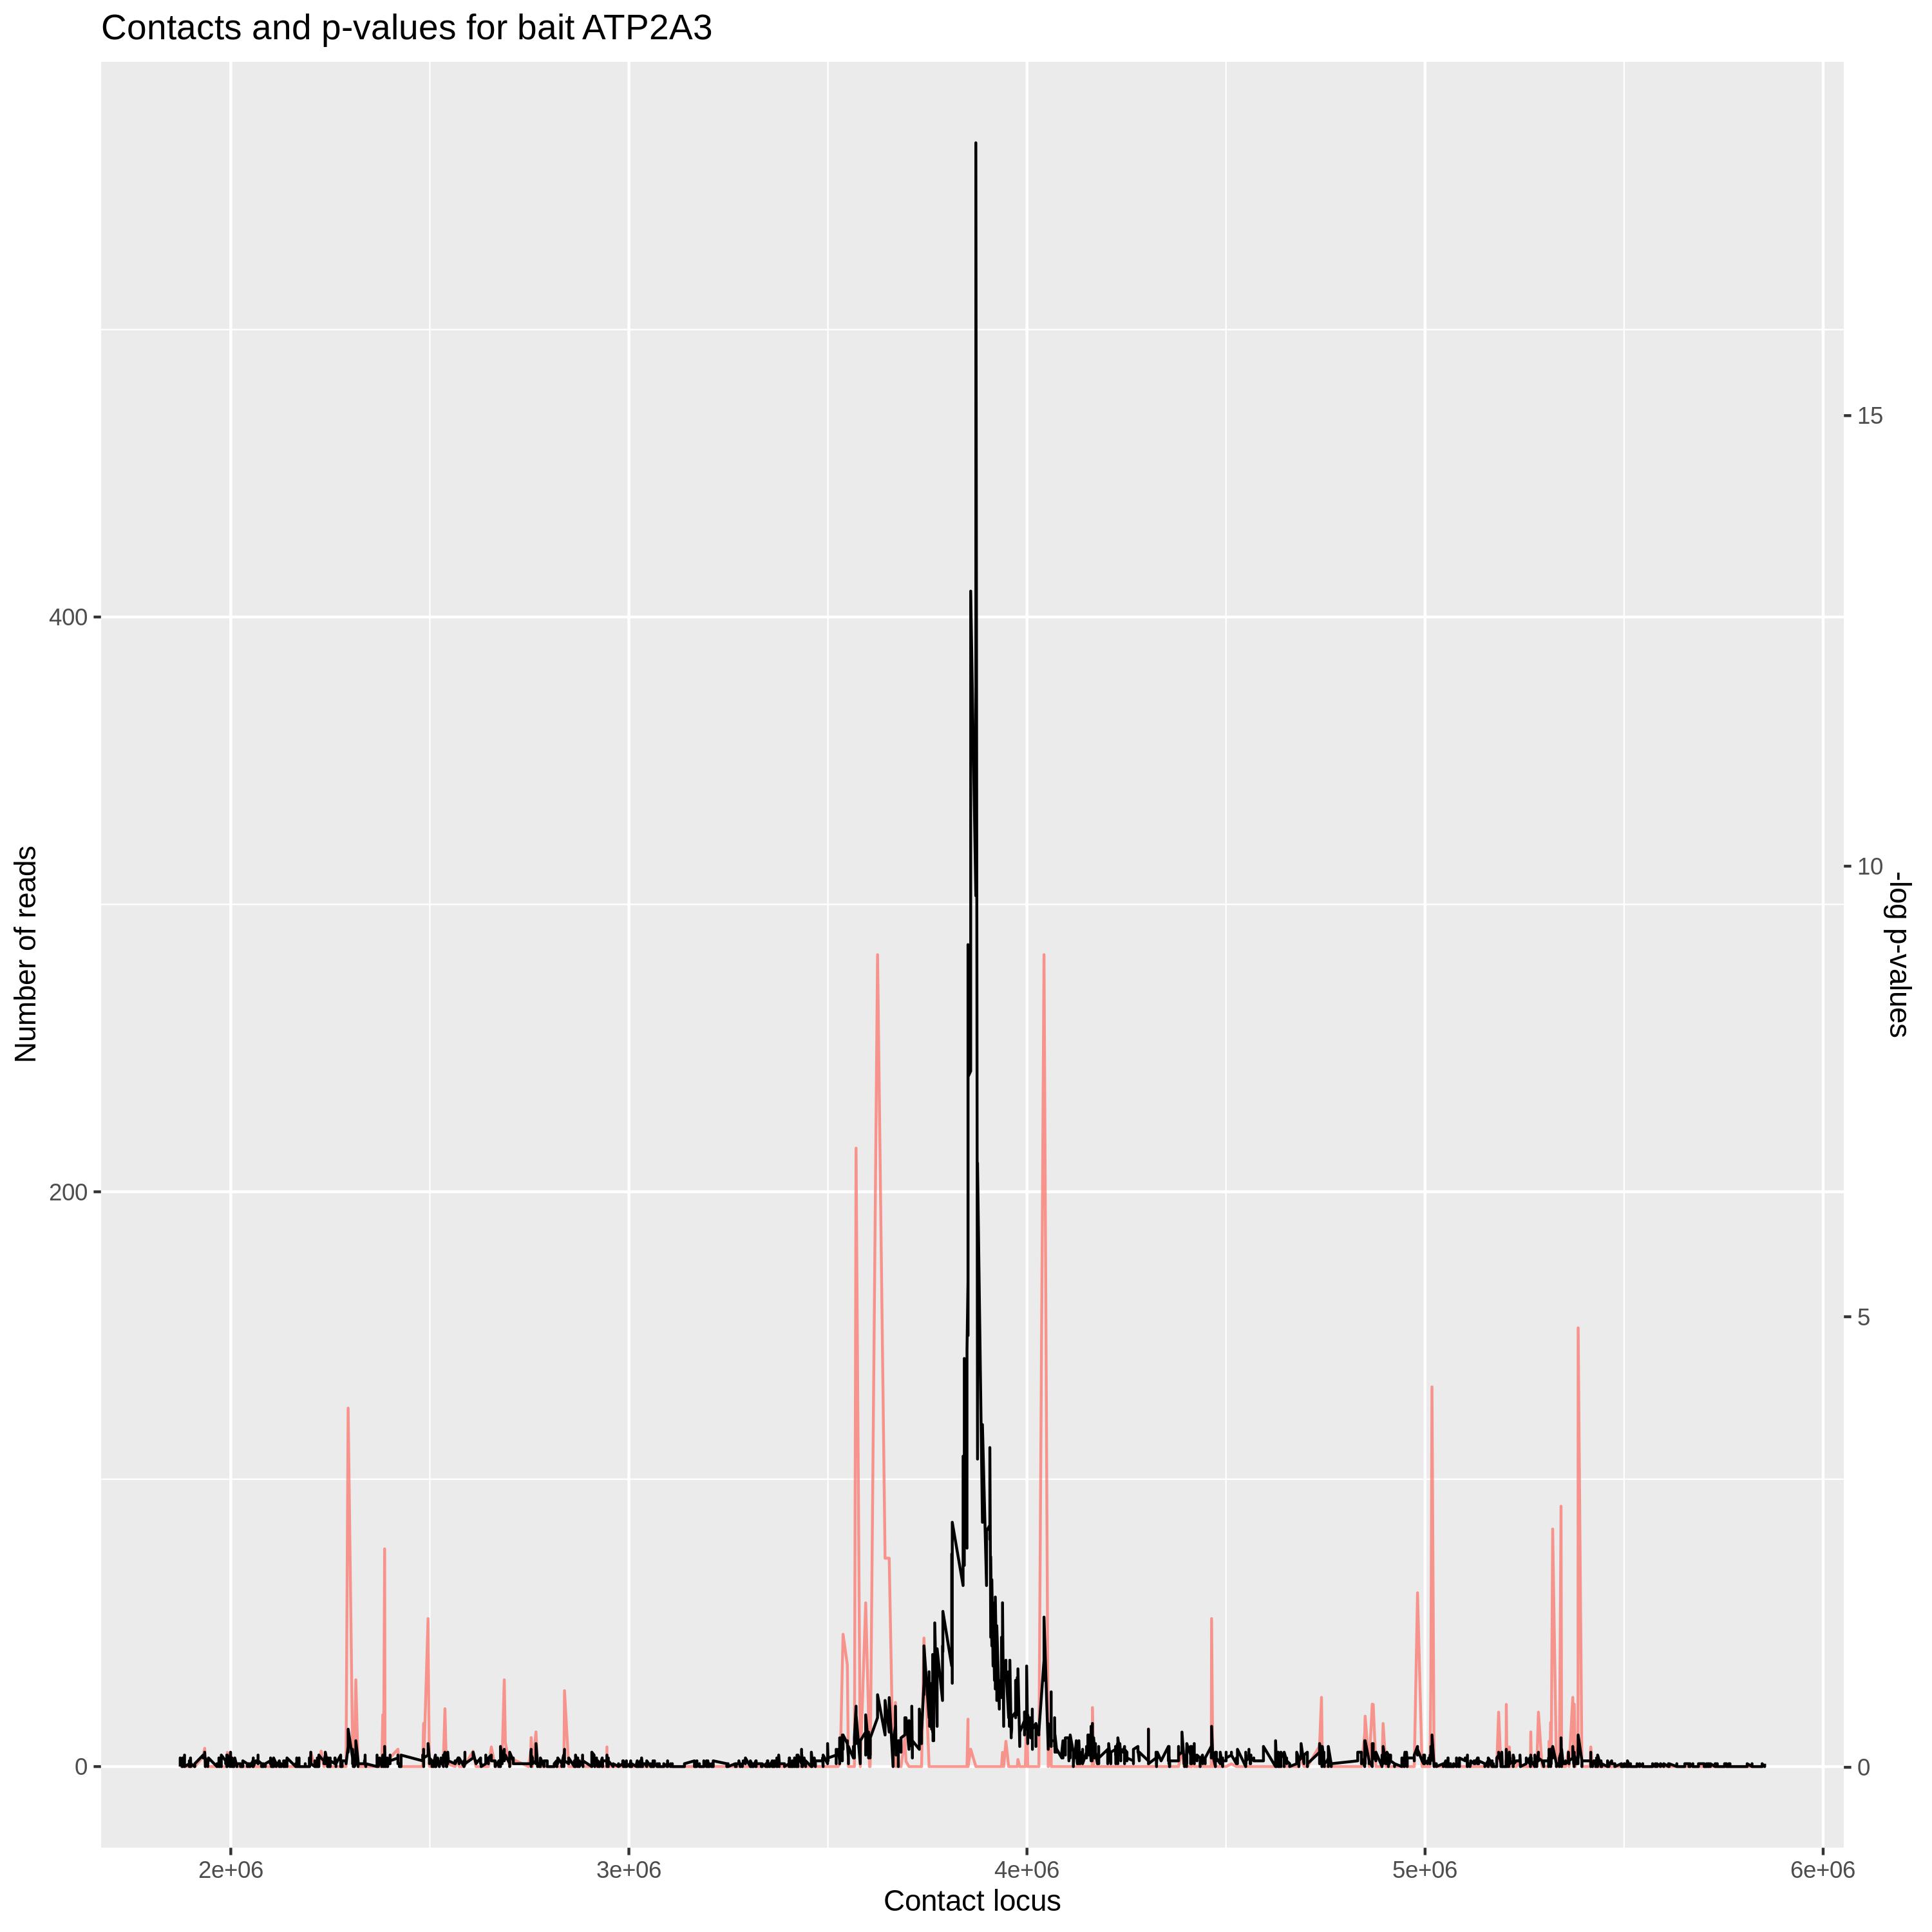 Contacts and p-values for bait ATP2A3
Number of reads
400
200
0
15
10
5
0
-log p-values
2e+06 3e+06 4e+06 5e+06 6e+06
Contact locus